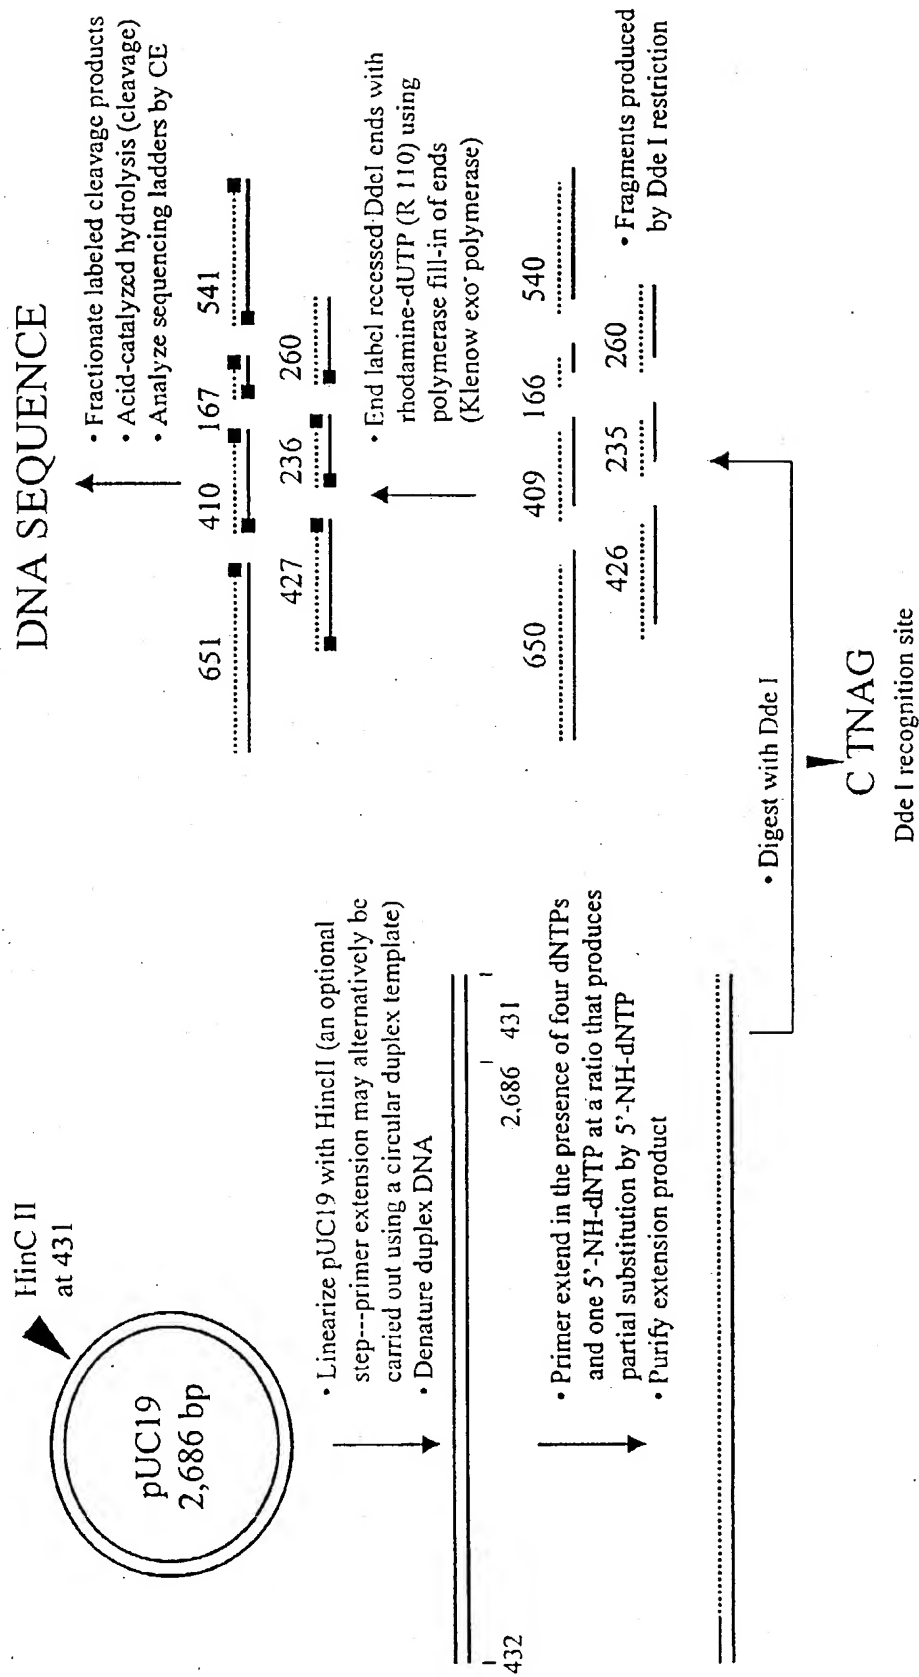 HinC II
at 431
pUC19
2,686 bp
• Linearize pUC19 with HincII (an optional
step---primer extension may alternatively be
carried out using a circular duplex template)
• Denature duplex DNA
432
2,686
431
• Primer extend in the presence of four dNTPs
and one 5'-NH-dNTP at a ratio that produces
partial substitution by 5'-NH-dNTP
• Purify extension product
• Digest with Dde I
C TNAG
Dde I recognition site
DNA SEQUENCE
• Fractionate labeled cleavage products
• Acid-catalyzed hydrolysis (cleavage)
• Analyze sequencing ladders by CE
651
410
167
541
427
236
260
• End label recessed DdeI ends with
rhodamine-dUTP (R 110) using
polymerase fill-in of ends
(Klenow exo- polymerase)
650
409
166
540
426
235
260
• Fragments produced
by Dde I restriction